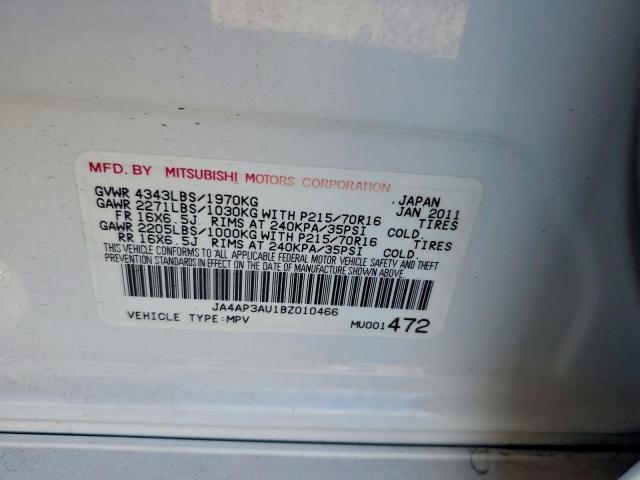 MFD. BY MITSUBISHI MOTORS CORPORATION
GVWR 4343LBS/1970KG JAPAN
GAWR 2271LBS/1030KG WITH P215/70R16 JAN 2011 TIRES
FR 16X6.5J RIMS AT 240KPA/35PSI COLD.
GAWR 2205LBS/1000KG WITH P215/70R16 TIRES
RR 16X6.5J RIMS AT 240KPA/35PSI COLD.
THIS VEHICLE CONFORMS TO ALL APPLICABLE FEDERAL MOTOR VEHICLE SAFETY AND THEFT
PREVENTION STANDARDS IN EFFECT ON THE DATE OF MANUFACTURE SHOWN ABOVE.
JA4AP3AU1BZ010466
VEHICLE TYPE:MPV MU001472